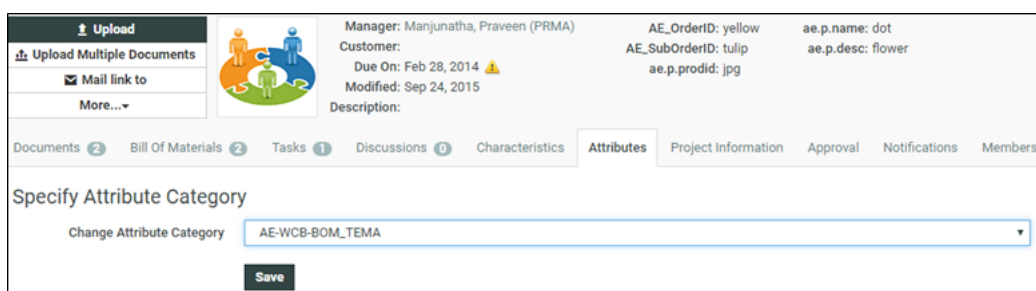 Upload
Upload Multiple Documents
Mail link to
More...
Manager: Manjunatha, Praveen (PRMA)
Customer:
Due On: Feb 28, 2014
Modified: Sep 24, 2015
Description:
AE_OrderID: yellow
AE_SubOrderID: tulip
ae.p.prodid: jpg
ae.p.name: dot
ae.p.desc: flower
Documents 2 Bill Of Materials 2 Tasks 1 Discussions 0 Characteristics Attributes Project Information Approval Notifications Members
Specify Attribute Category
Change Attribute Category AE-WCB-BOM_TEMA
Save